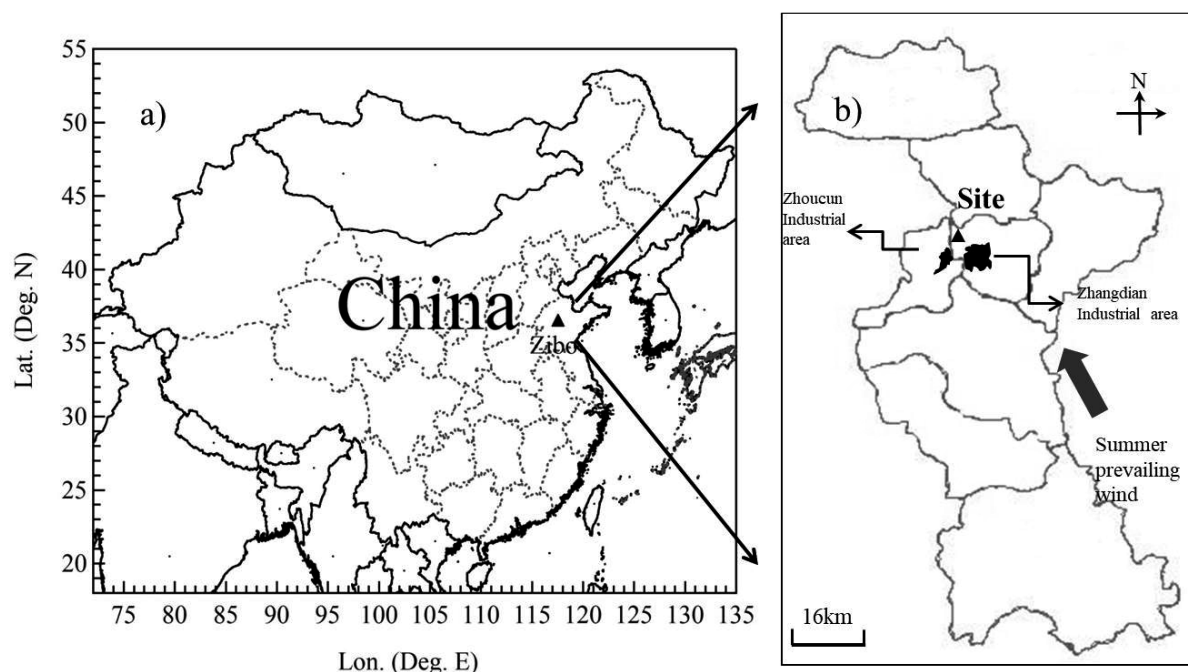 55
50
45
40
35
30
25
20
Lat. (Deg. N)
a)
China
Zibo
75 80 85 90 95 100 105 110 115 120 125 130 135
Lon. (Deg. E)
b)
N
Site
Zhoucun
Industrial
area
Zhangdian
Industrial area
Summer
prevailing
wind
16km